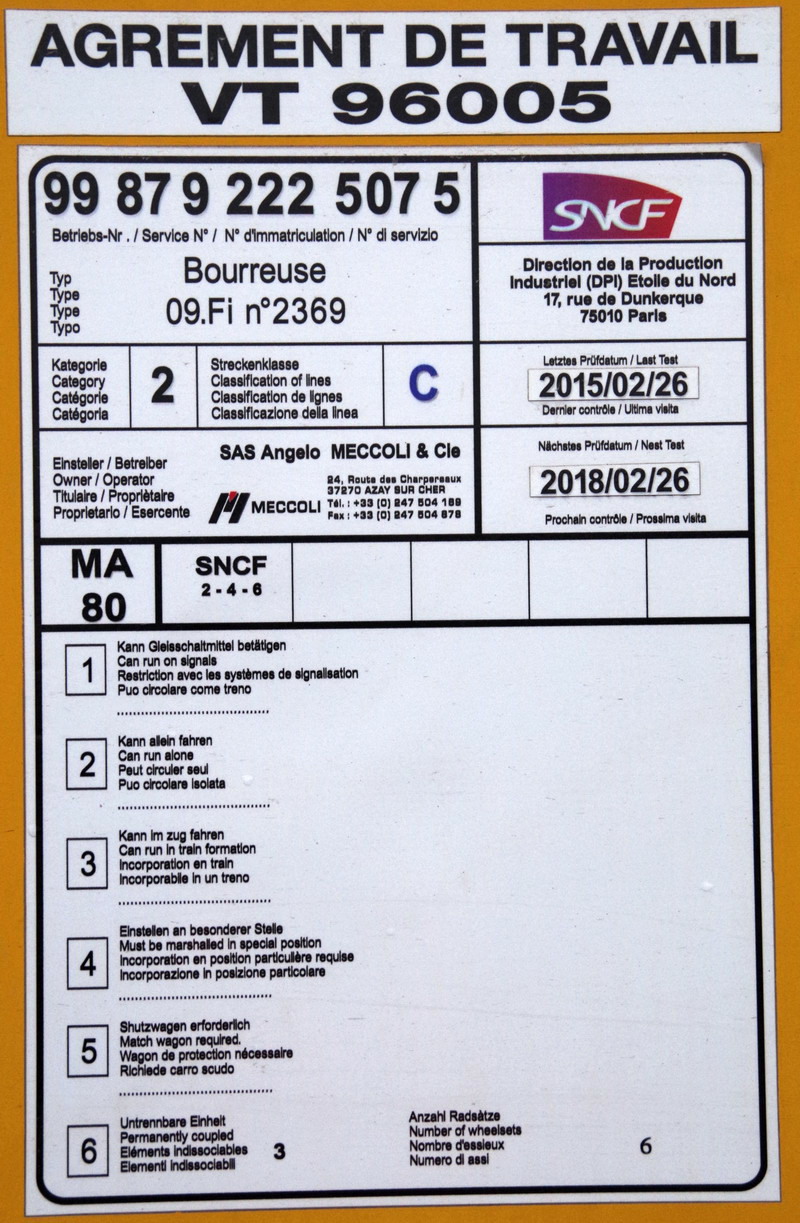 AGREMENT DE TRAVAIL
VT 96005
99 87 9 222 507 5
Betriebs-Nr . / Service N° / N° d'immatriculation / N° di servizio
Typ
Type
Type
Typo
Bourreuse
09.Fi n°2369
SNCF
Direction de la Production
Industriel (DPI) Etoile du Nord
17, rue de Dunkerque
75010 Paris
Kategorie
Category
Catégorie
Catégoria
2
Streckenklasse
Classification of lines
Classification de lignes
Classificazione della linea
C
Letztes Prüfdatum / Last Test
2015/02/26
Dernier contrôle / Ultima visita
Einsteller / Betreiber
Owner / Operator
Titulaire / Propriètaire
Proprietario / Esercente
SAS Angelo MECCOLI & Cie
MECCOLI
24, Route des Charpereaux
37270 AZAY SUR CHER
Tél. : +33 (0) 247 504 189
Fax : +33 (0) 247 504 878
Nächstes Prüfdatum / Nest Test
2018/02/26
Prochain contrôle / Prossima visita
MA
80
SNCF
2 - 4 - 6
1
Kann Gleisschaltmittel betätigen
Can run on signals
Restriction avec les systèmes de signalisation
Puo circolare come treno
2
Kann allein fahren
Can run alone
Peut circuler seul
Puo circolare isolata
3
Kann im zug fahren
Can run in train formation
Incorporation en train
Incorporabile in un treno
4
Einstellen an besonderer Stelle
Must be marshalled in special position
Incorporation en position particulière requise
Incorporazione in posizione particolare
5
Shutzwagen erforderlich
Match wagon required.
Wagon de protection nécessaire
Richiede carro scudo
6
Untrennbare Einheit
Permanently coupled
Eléments indissociables
Elementi indissociabili
3
Anzahl Radsätze
Number of wheelsets
Nombre d'essieux
Numero di assi
6